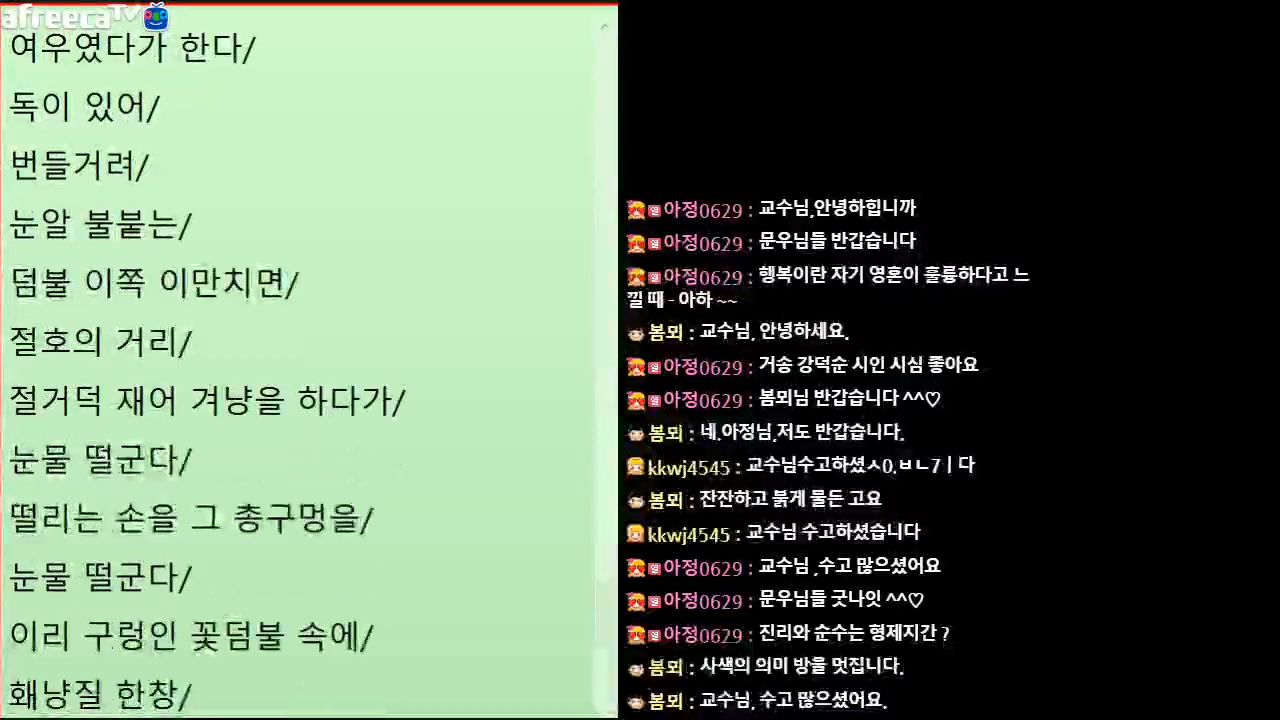 afreecaTV
여우였다가 한다/
독이 있어/
번들거려/
눈알 불붙는/
덤불 이쪽 이만치면/
절호의 거리/
절거덕 재어 겨냥을 하다가/
눈물 떨군다/
떨리는 손을 그 총구멍을/
눈물 떨군다/
이리 구렁인 꽃덤불 속에/
홰냥질 한창/
아정0629 : 교수님,안녕하힙니까
아정0629 : 문우님들 반갑습니다
아정0629 : 행복이란 자기 영혼이 훌륭하다고 느
낄 때 - 아하 ~~
봄뫼 : 교수님, 안녕하세요.
아정0629 : 거송 강덕순 시인 시심 좋아요
아정0629 : 봄뫼님 반갑습니다 ^^♡
봄뫼 : 네.아정님,저도 반갑습니다.
kkwj4545 : 교수님수고하셨ㅅ0.ㅂㄴ7ㅣ다
봄뫼 : 잔잔하고 붉게 물든 고요
kkwj4545 : 교수님 수고하셨습니다
아정0629 : 교수님 ,수고 많으셨어요
아정0629 : 문우님들 굿나잇 ^^♡
아정0629 : 진리와 순수는 형제지간 ?
봄뫼 : 사색의 의미 방울 멋집니다.
봄뫼 : 교수님, 수고 많으셨어요.